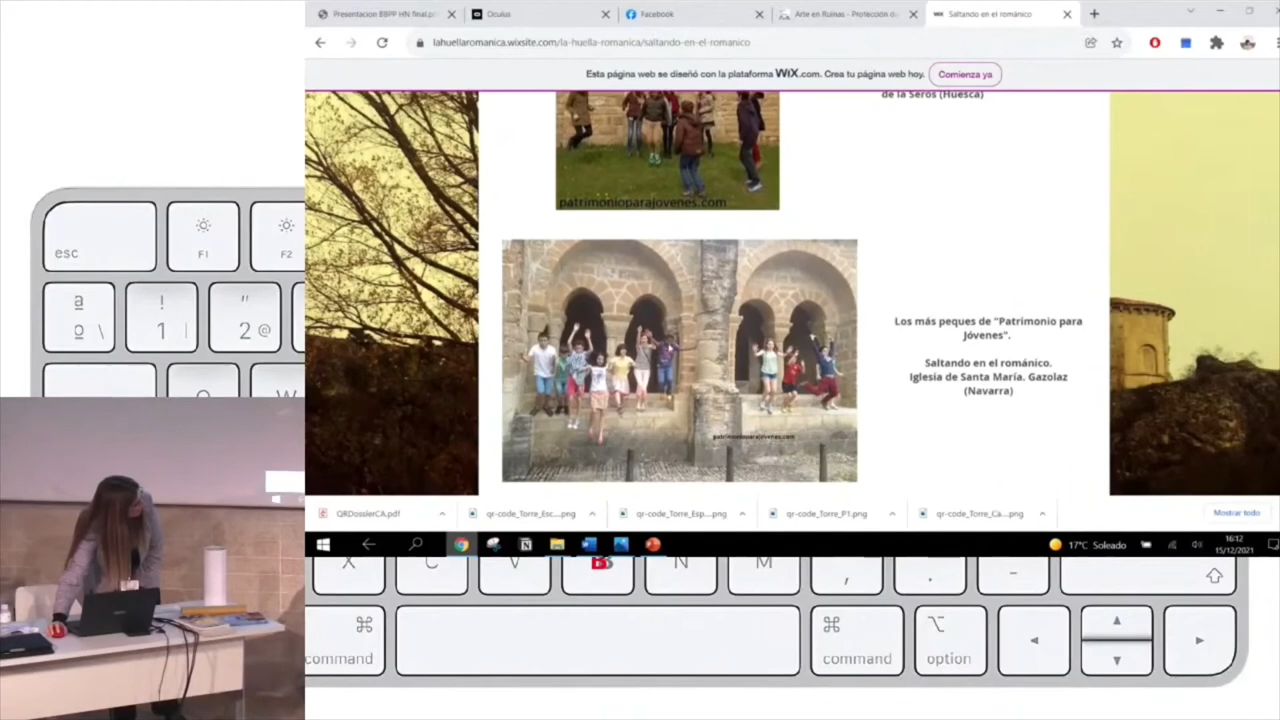 Presentacion BBPP HN final.p
Oculus
Facebook
Arte en Ruinas - Protección d
Saltando en el románico
lahuellaromanica.wixsite.com/la-huella-romanica/saltando-en-el-romanico
Esta página web se diseñó con la plataforma WiX.com. Crea tu página web hoy.
Comienza ya
de la Serós (Huesca)
patrimonioparajovenes.com
Los más peques de "Patrimonio para
Jóvenes".
Saltando en el románico.
Iglesia de Santa María. Gazolaz
(Navarra)
patrimonioparajovenes.com
QRDossierCA.pdf
qr-code_Torre_Esc....png
qr-code_Torre_Esp....png
qr-code_Torre_P1.png
qr-code_Torre_Ca....png
Mostrar todo
17°C Soleado
16:12
15/12/2021
esc
F1
F2
ª
º \
!
1 |
"
2 @
X
C
V
B
N
M
,
.
-
command
command
option